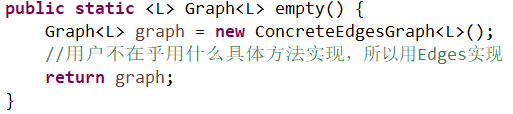 public static <L> Graph<L> empty() {
Graph<L> graph = new ConcreteEdgesGraph<L>();
//用户不在乎用什么具体方法实现，所以用Edges实现
return graph;
}